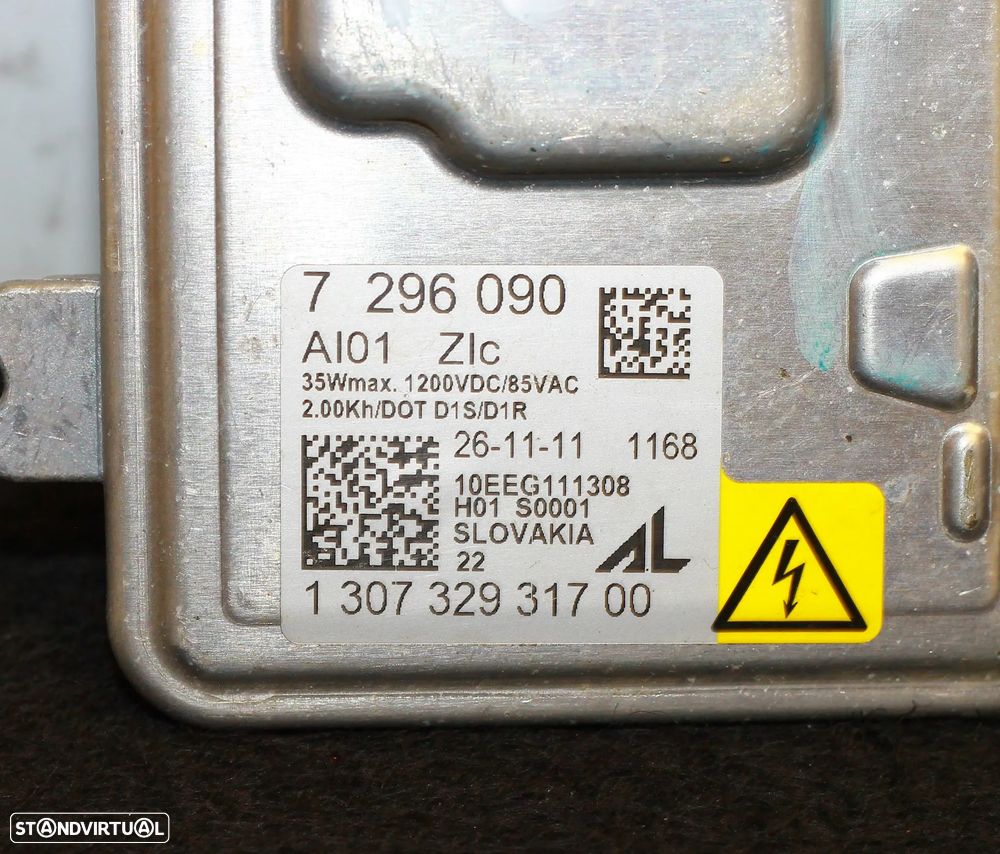 7 296 090
AI01 ZIc
35Wmax. 1200VDC/85VAC
2.00Kh/DOT D1S/D1R
26-11-11 1168
10EEG111308
H01 S0001
SLOVAKIA
22
AL
1 307 329 317 00
STANDVIRTUAL